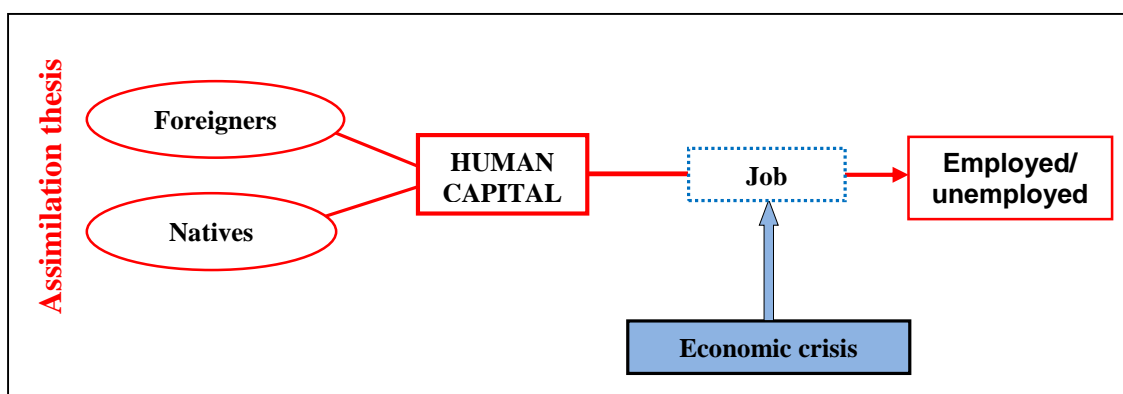 Assimilation thesis
Foreigners
Natives
HUMAN
CAPITAL
Job
Employed/
unemployed
Economic crisis